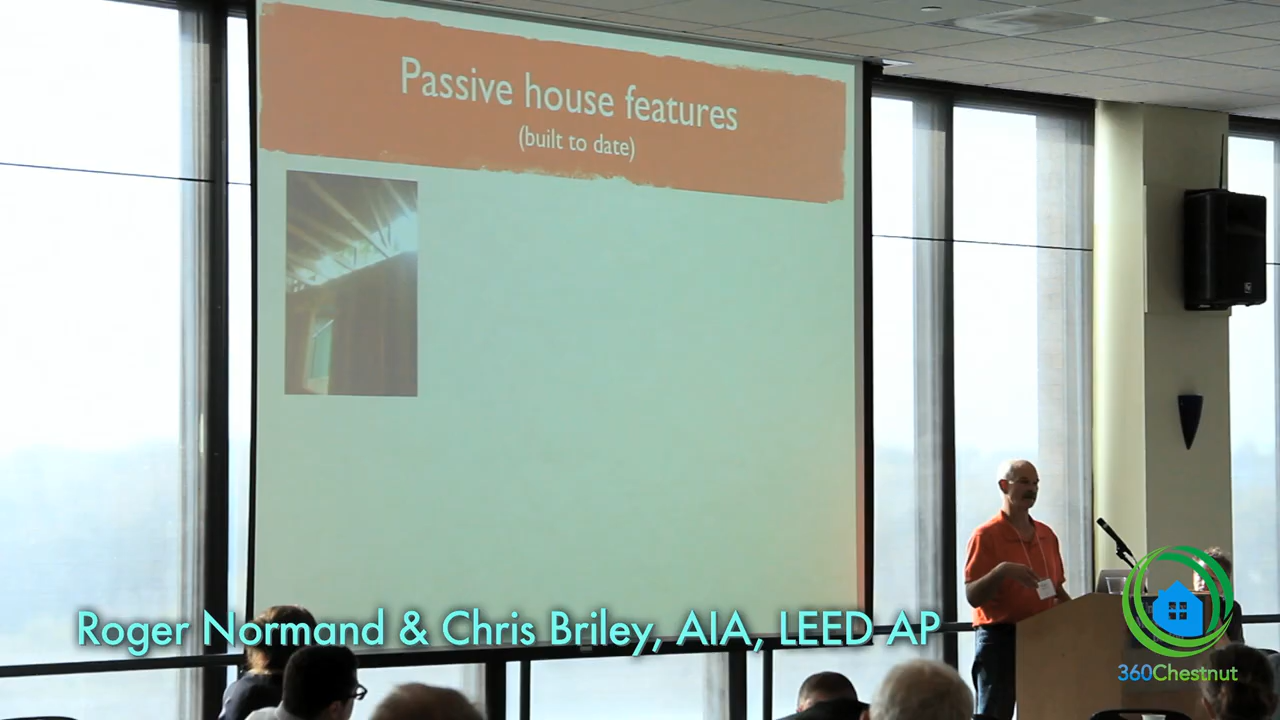 Passive house features
(built to date)
Roger Normand & Chris Briley, AIA, LEED AP
360Chestnut